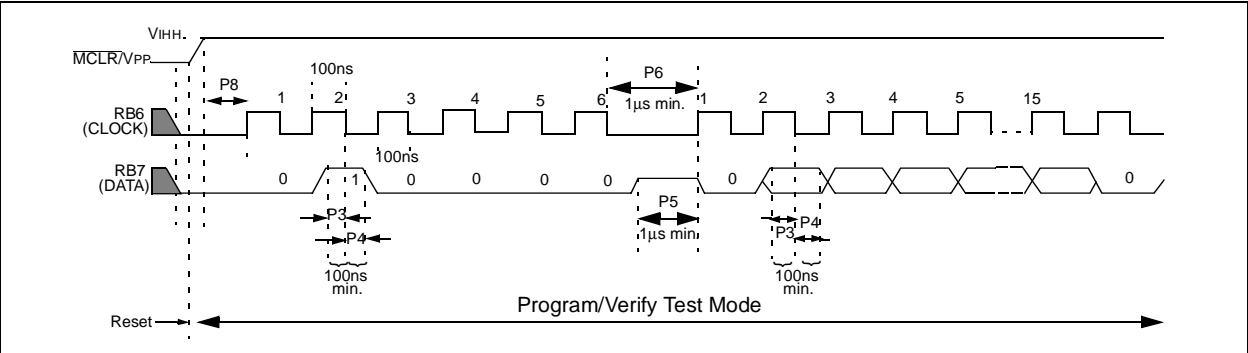 VIHH
MCLR/VPP
P8
100ns
P6
1μs min.
1 2 3 4 5 6 1 2 3 4 5 15
RB6
(CLOCK)
100ns
RB7
(DATA)
0 1 0 0 0 0 0 0
P5
1μs min.
P3
P4
P3
P4
100ns
min.
100ns
min.
Program/Verify Test Mode
Reset